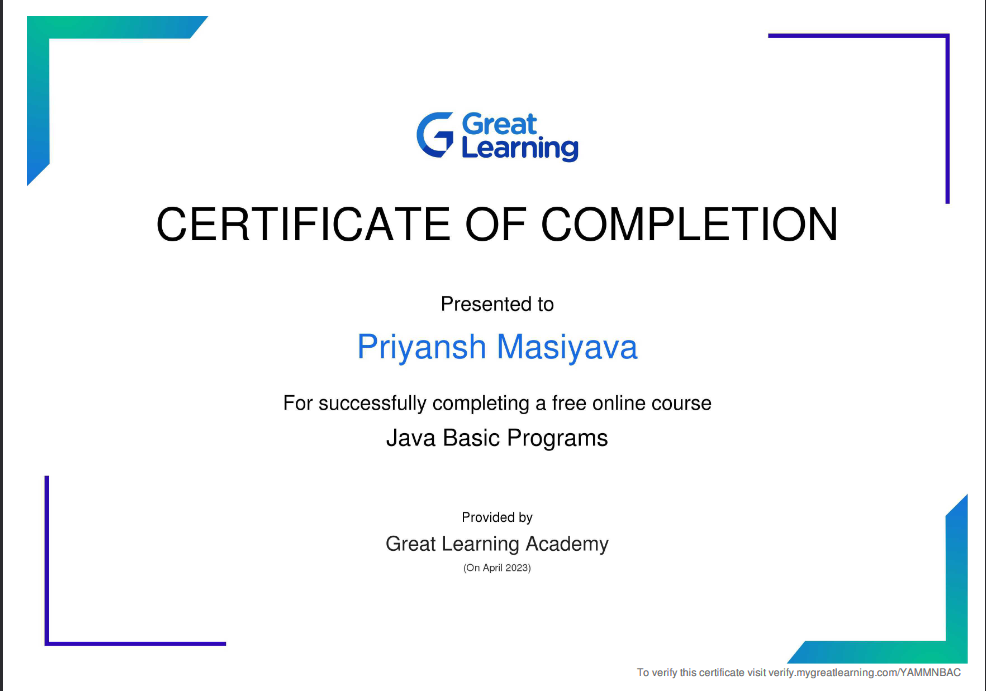 Great
Learning
CERTIFICATE OF COMPLETION
Presented to
Priyansh Masiyava
For successfully completing a free online course
Java Basic Programs
Provided by
Great Learning Academy
(On April 2023)
To verify this certificate visit verify.mygreatlearning.com/YAMMNBAC